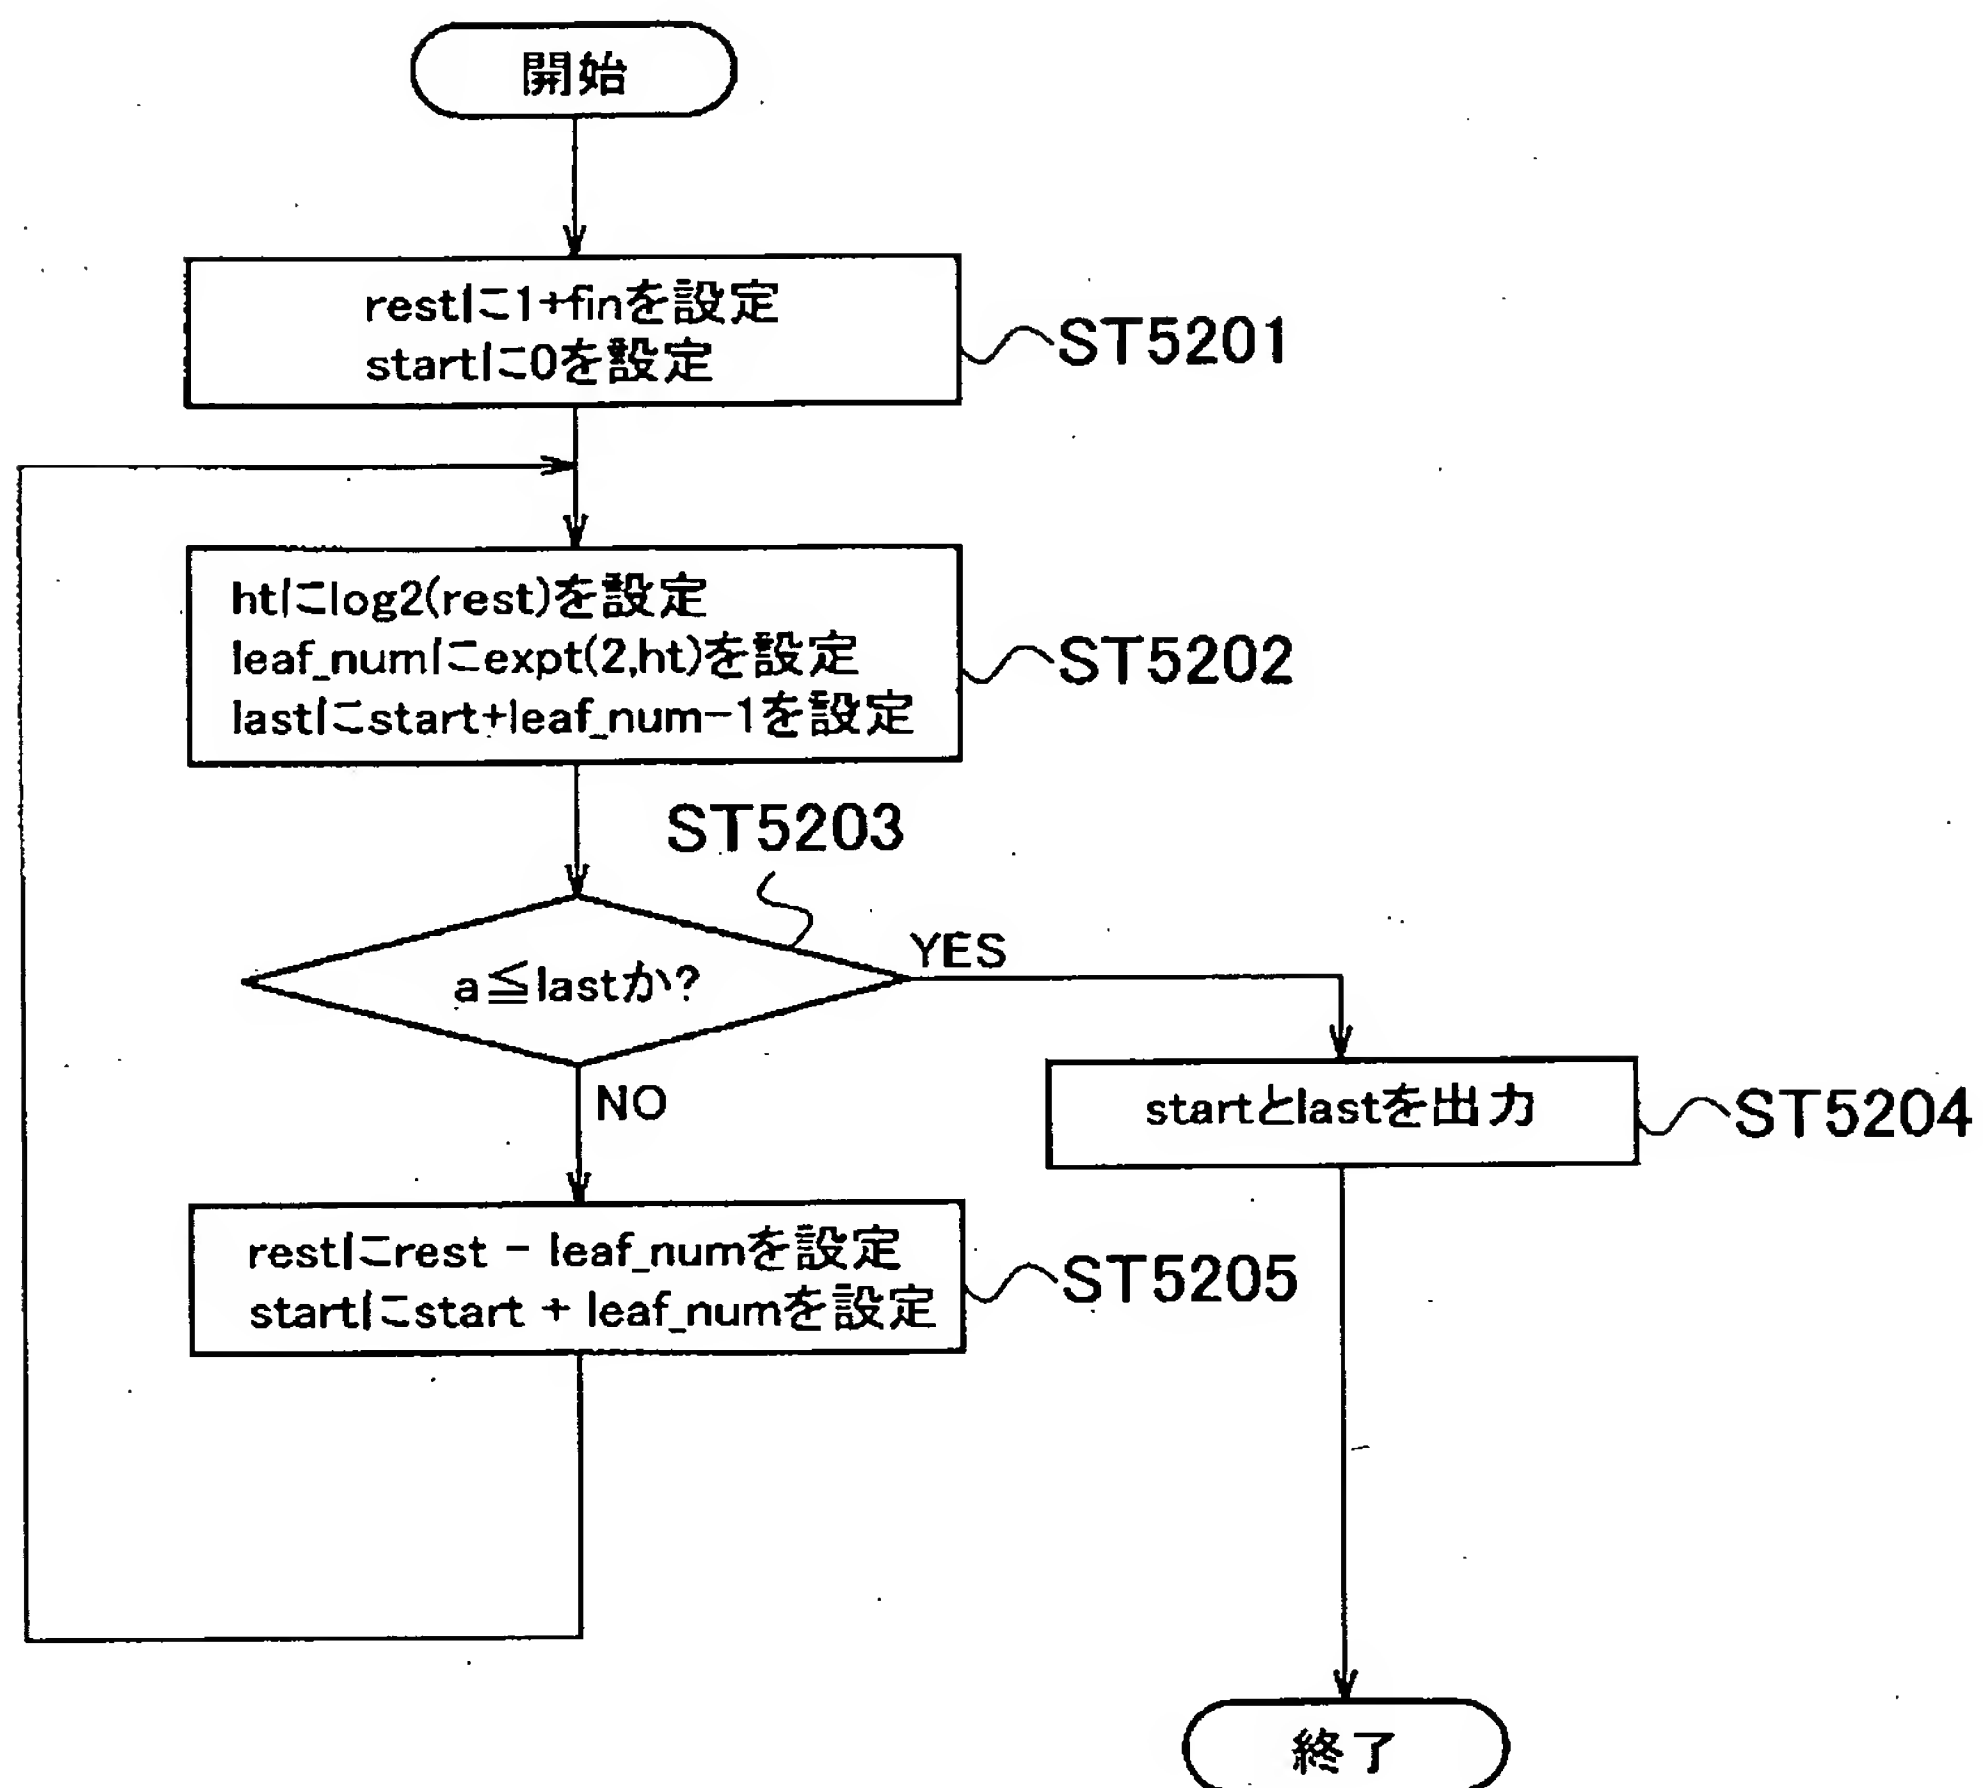 開始
restに1+finを設定
startに0を設定
ST5201
htにlog2(rest)を設定
leaf_numにexpt(2,ht)を設定
lastにstart+leaf_num-1を設定
ST5202
ST5203
a≦lastか?
YES
NO
startとlastを出力
ST5204
restにrest - leaf_numを設定
startにstart + leaf_numを設定
ST5205
終了